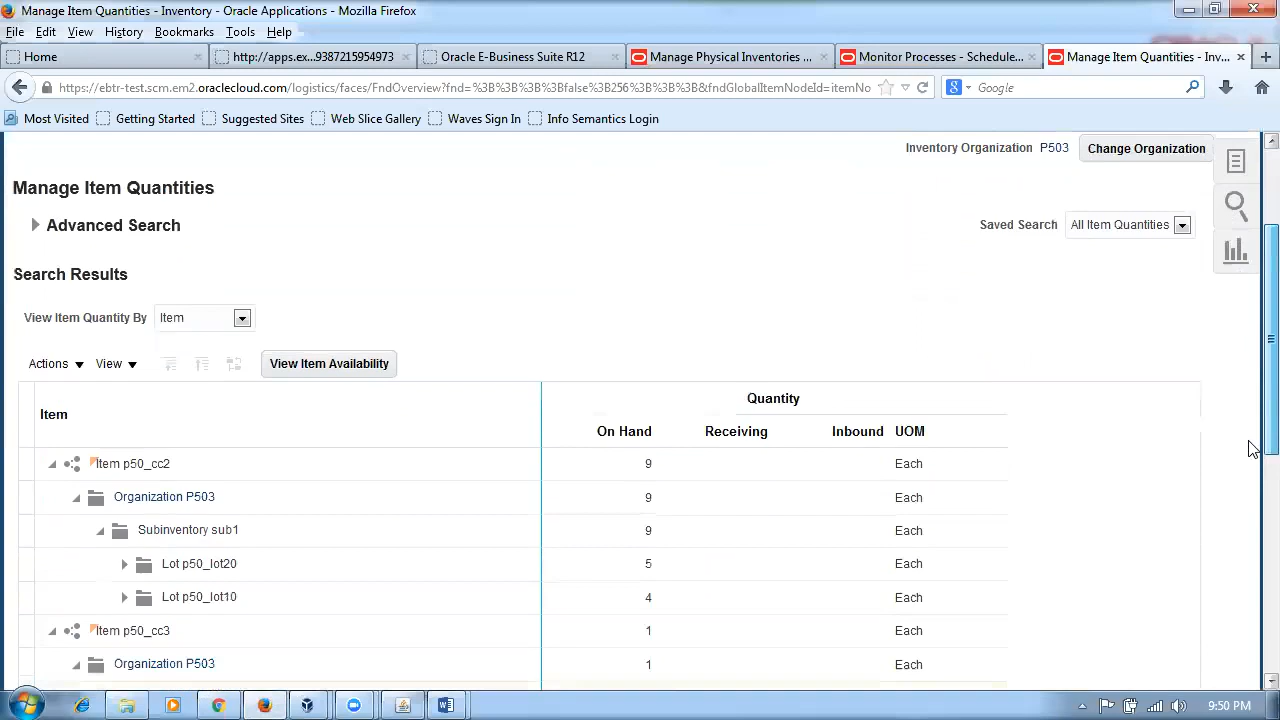 Manage Item Quantities - Inventory - Oracle Applications - Mozilla Firefox
File Edit View History Bookmarks Tools Help
Home http://apps.ex...9387215954973 Oracle E-Business Suite R12 Manage Physical Inventories ... Monitor Processes - Schedule... Manage Item Quantities - Inv...
https://ebtr-test.scm.em2.oraclecloud.com/logistics/faces/FndOverview?fnd=%3B%3B%3B%3Bfalse%3B256%3B%3B%3B&fndGlobalItemNodeId=itemNo Google
Most Visited Getting Started Suggested Sites Web Slice Gallery Waves Sign In Info Semantics Login
Inventory Organization P503 Change Organization
Manage Item Quantities
Advanced Search Saved Search All Item Quantities
Search Results
View Item Quantity By Item
Actions View View Item Availability
Quantity
Item
On Hand Receiving Inbound UOM
Item p50_cc2 9 Each
Organization P503 9 Each
Subinventory sub1 9 Each
Lot p50_lot20 5 Each
Lot p50_lot10 4 Each
Item p50_cc3 1 Each
Organization P503 1 Each
9:50 PM